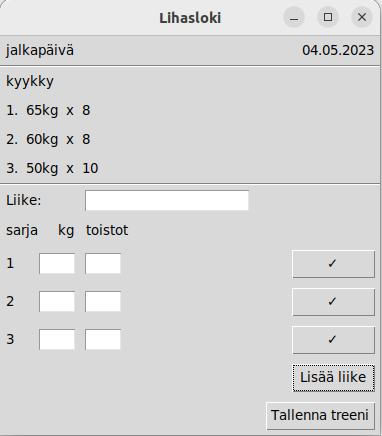 Lihasloki
jalkapäivä 04.05.2023
kyykky
1. 65kg x 8
2. 60kg x 8
3. 50kg x 10
Liike:
sarja kg toistot
1 ✓
2 ✓
3 ✓
Lisää liike
Tallenna treeni